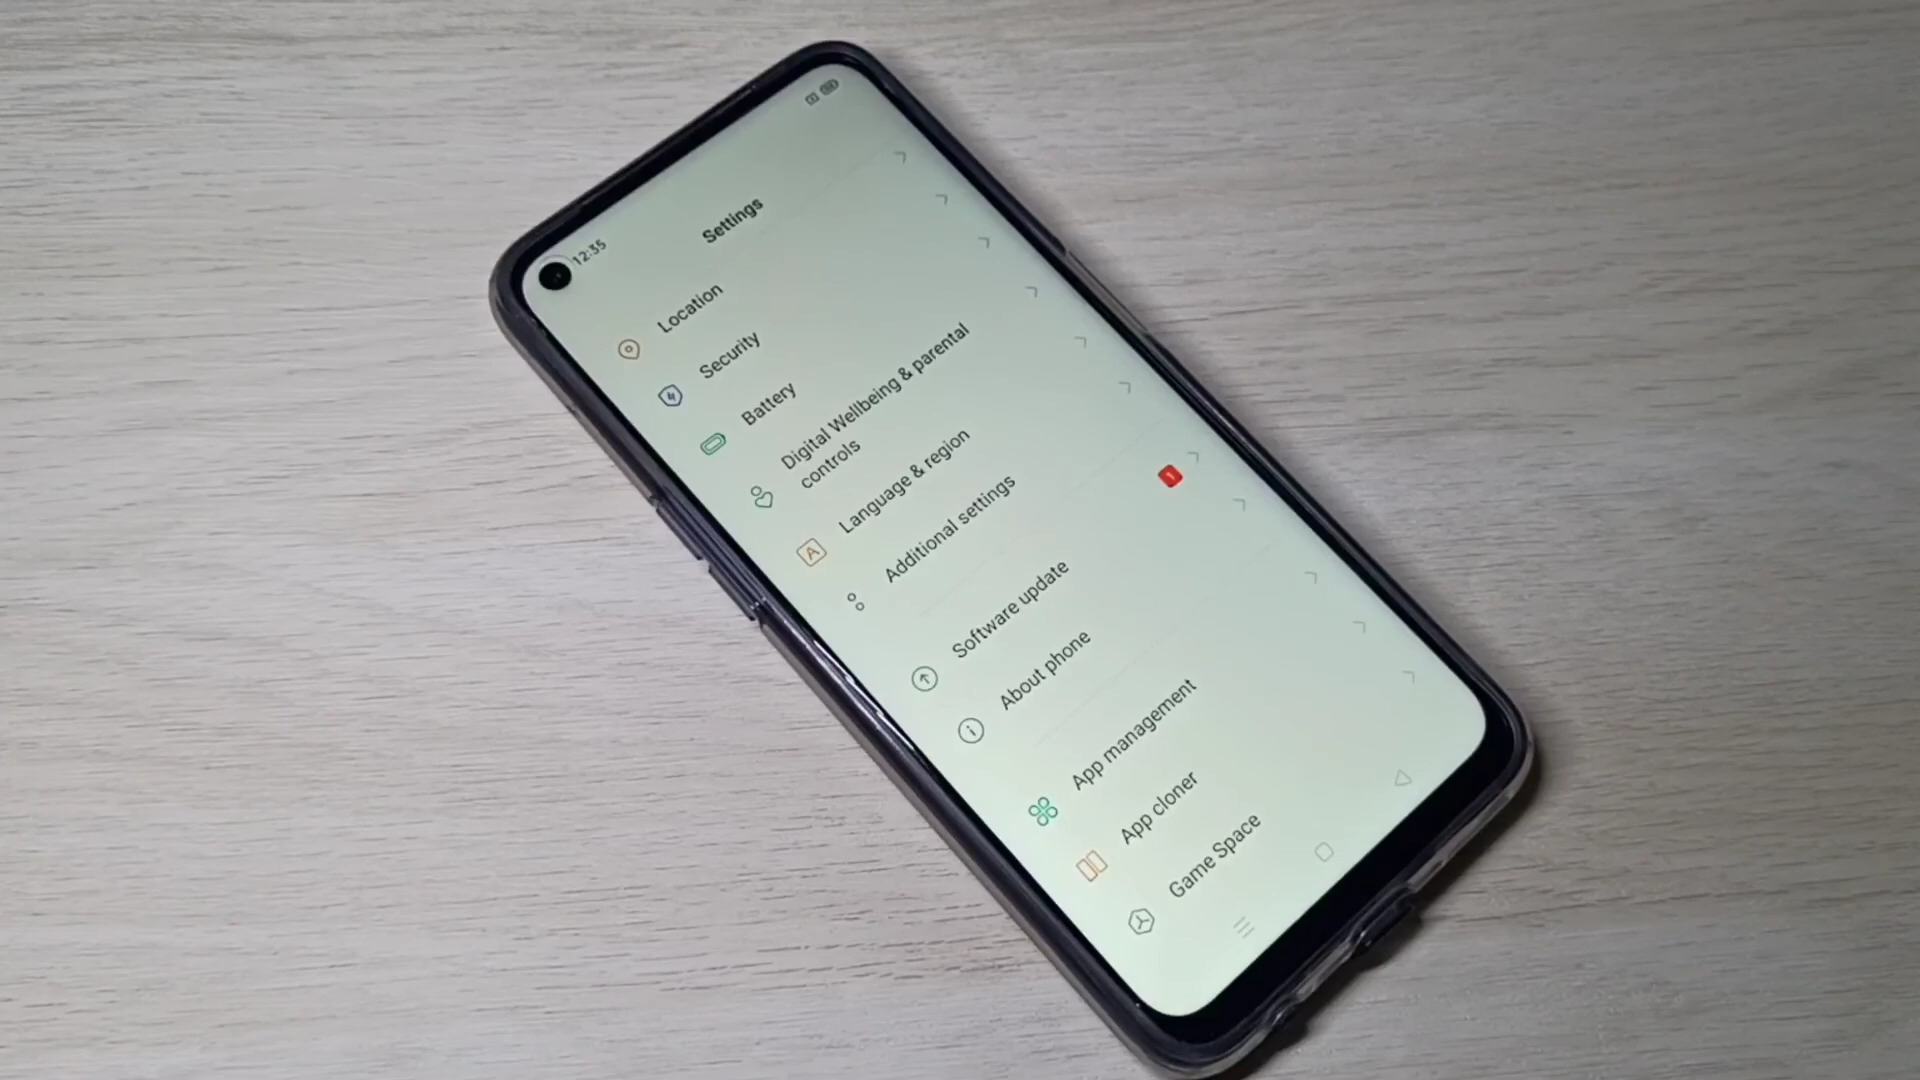 12:35
Settings
Location
Security
Battery
Digital Wellbeing & parental
controls
Language & region
Additional settings
Software update
1
About phone
App management
App cloner
Game Space